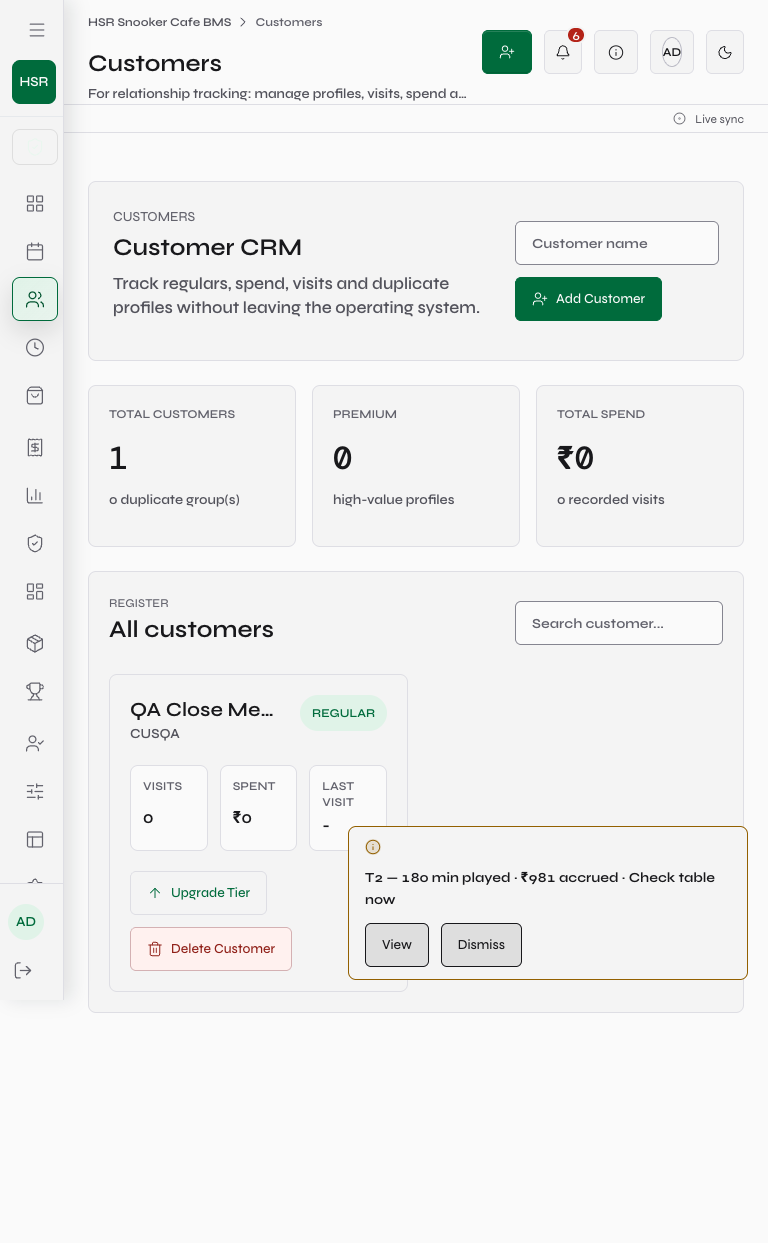 HSR Snooker Cafe BMS > Customers
Customers
For relationship tracking: manage profiles, visits, spend a...
6
AD
HSR
Live sync
CUSTOMERS
Customer CRM
Track regulars, spend, visits and duplicate
profiles without leaving the operating system.
Customer name
Add Customer
TOTAL CUSTOMERS
1
0 duplicate group(s)
PREMIUM
0
high-value profiles
TOTAL SPEND
₹0
0 recorded visits
REGISTER
All customers
Search customer...
QA Close Me...
CUSQA
REGULAR
VISITS
0
SPENT
₹0
LAST
VISIT
-
Upgrade Tier
Delete Customer
T2 — 180 min played · ₹981 accrued · Check table
now
View
Dismiss
AD